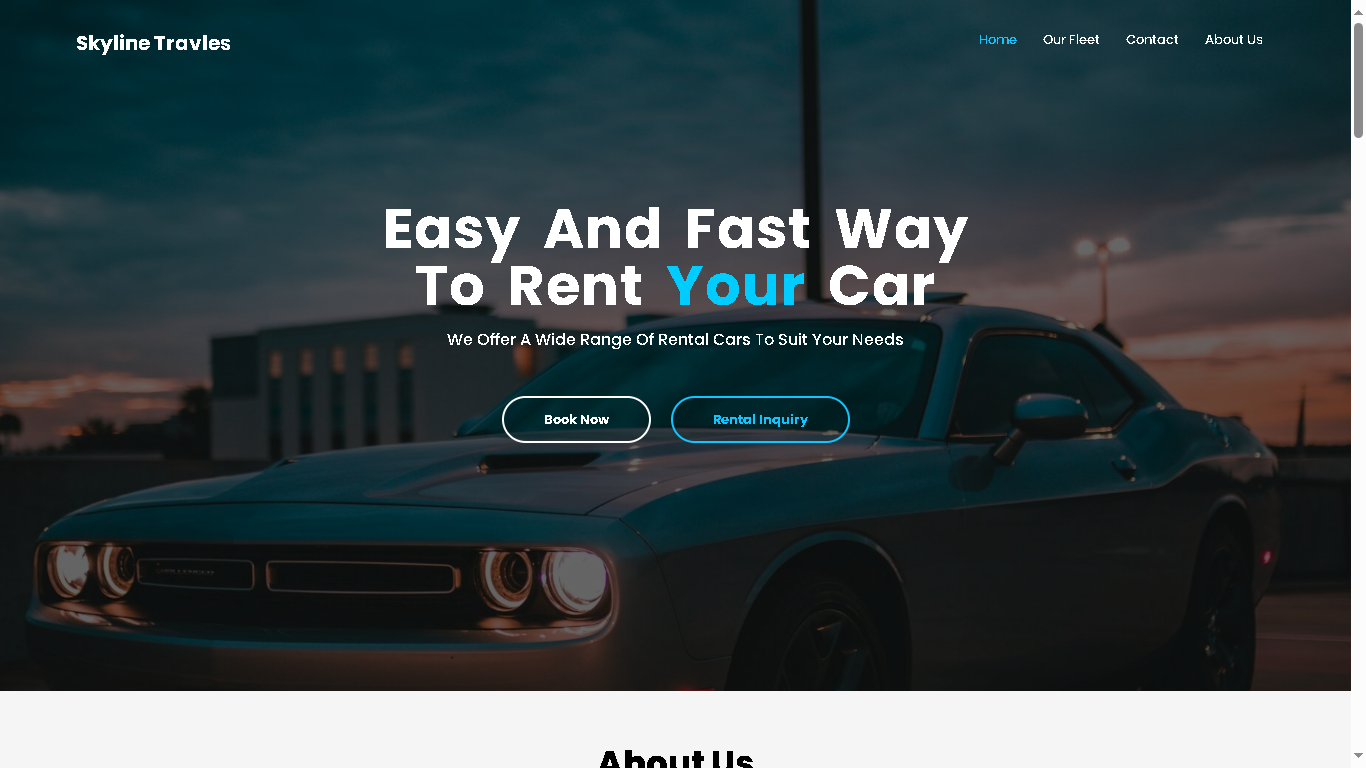 Skyline Travles
Home Our Fleet Contact About Us
Easy And Fast Way
To Rent Your Car
We Offer A Wide Range Of Rental Cars To Suit Your Needs
Book Now Rental Inquiry
About Us